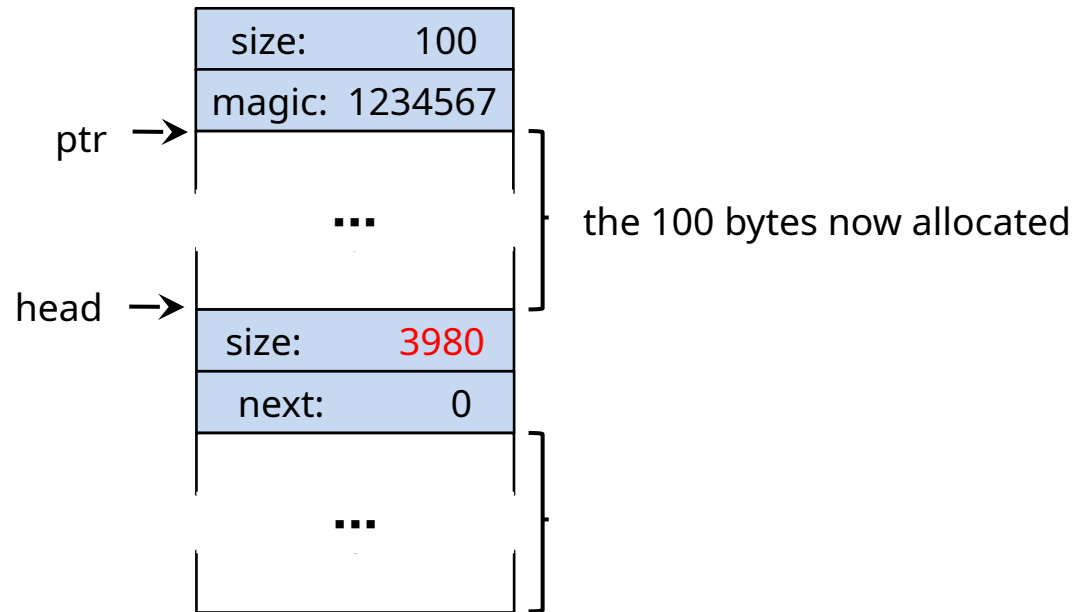 size: 100
magic: 1234567
ptr
...
the 100 bytes now allocated
head
size: 3980
next: 0
...